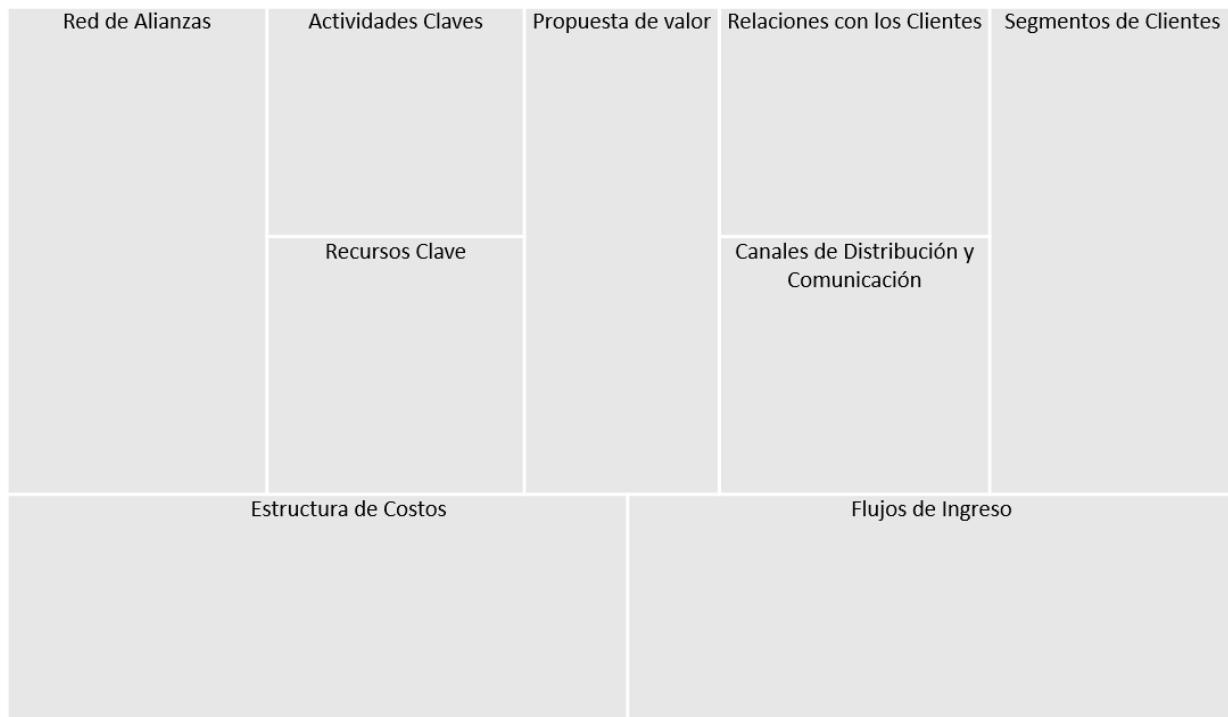 Red de Alianzas
Actividades Claves
Propuesta de valor
Relaciones con los Clientes
Segmentos de Clientes
Recursos Clave
Canales de Distribución y
Comunicación
Estructura de Costos
Flujos de Ingreso